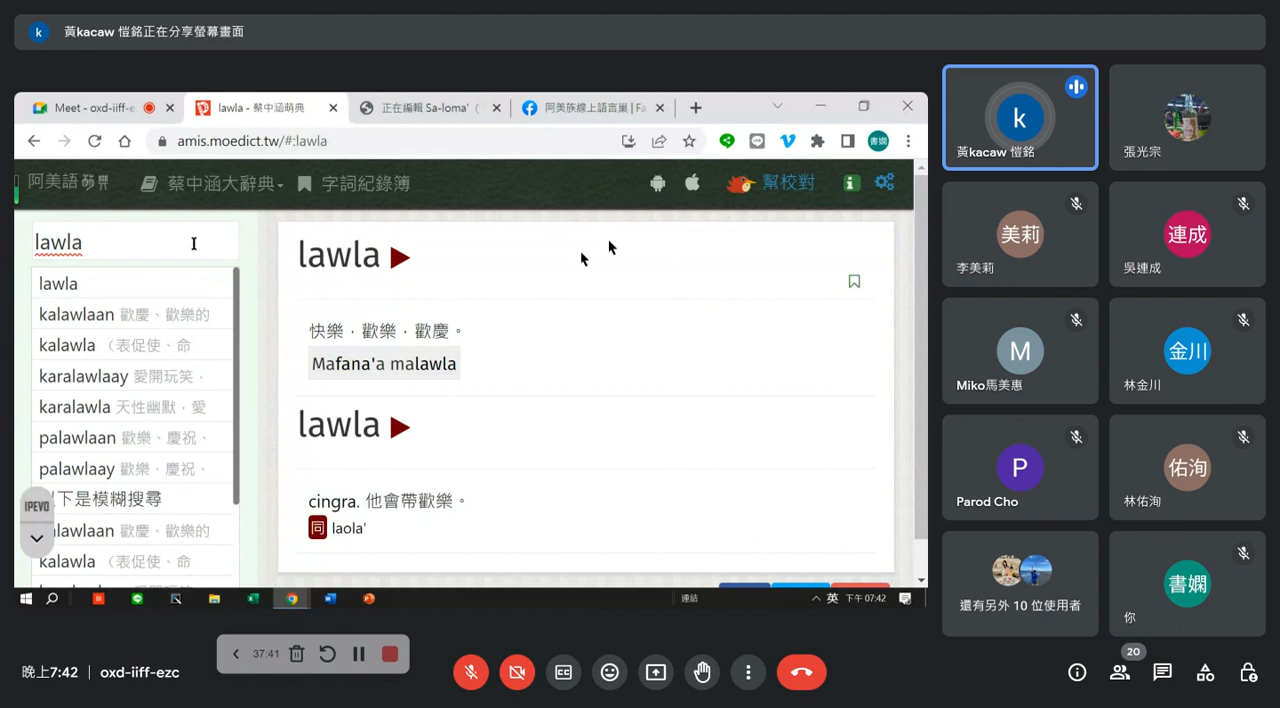 k 黃kacaw 愷銘正在分享螢幕畫面
Meet - oxd-iiff-e
lawla - 蔡中涵萌典
正在編輯 Sa-loma' (
阿美族線上語言巢 | Fa
amis.moedict.tw/#:lawla
書嫻
阿美語萌典
蔡中涵大辭典
字詞紀錄簿
幫校對
lawla
lawla
kalawlaan 歡慶、歡樂的
kalawla （表促使、命
karalawlaay 愛開玩笑．
karalawla 天性幽默．愛
palawlaan 歡樂、慶祝、
palawlaay 歡樂、慶祝、
下是模糊搜尋
alawlaan 歡慶、歡樂的
kalawla （表促使、命
IPEVO
lawla
快樂．歡樂．歡慶。
Mafana'a malawla
lawla
cingra. 他會帶歡樂。
同 laola'
連結
英
下午 07:42
k
黃kacaw 愷銘
張光宗
美莉
李美莉
連成
吳連成
M
Miko馬美惠
金川
林金川
P
Parod Cho
佑洵
林佑洵
還有另外 10 位使用者
書嫻
你
37:41
晚上7:42 | oxd-iiff-ezc
20